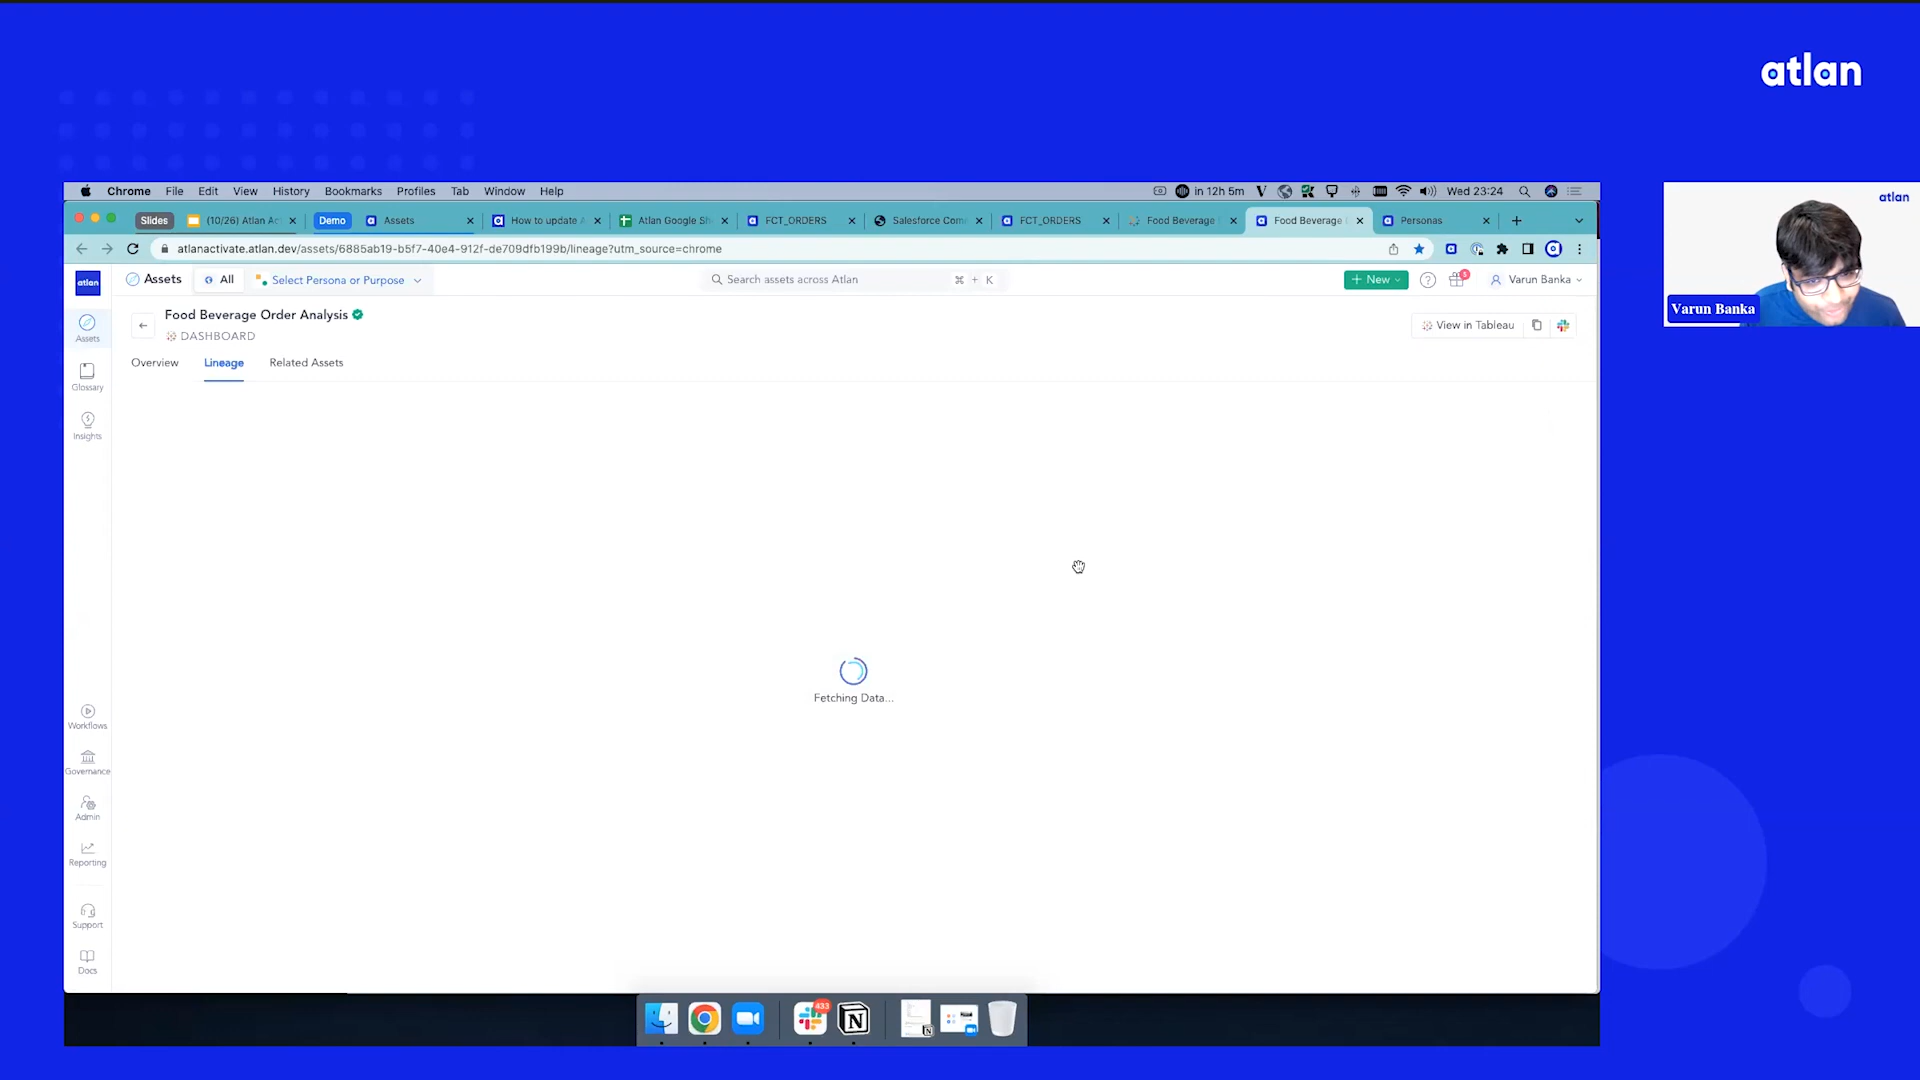 atlan
Chrome File Edit View History Bookmarks Profiles Tab Window Help
in 12h 5m
Wed 23:24
Slides
(10/26) Atlan Ac
Demo
Assets
How to update A
Atlan Google Sh
FCT_ORDERS
Salesforce Com
FCT_ORDERS
Food Beverage
Food Beverage
Personas
atlanactivate.atlan.dev/assets/6885ab19-b5f7-40e4-912f-de709dfb199b/lineage?utm_source=chrome
atlan
Assets
All
Select Persona or Purpose
Search assets across Atlan
⌘ + K
+ New
5
Varun Banka
Food Beverage Order Analysis
DASHBOARD
View in Tableau
Overview
Lineage
Related Assets
Assets
Glossary
Insights
Workflows
Governance
Admin
Reporting
Support
Docs
Fetching Data...
433
atlan
Varun Banka